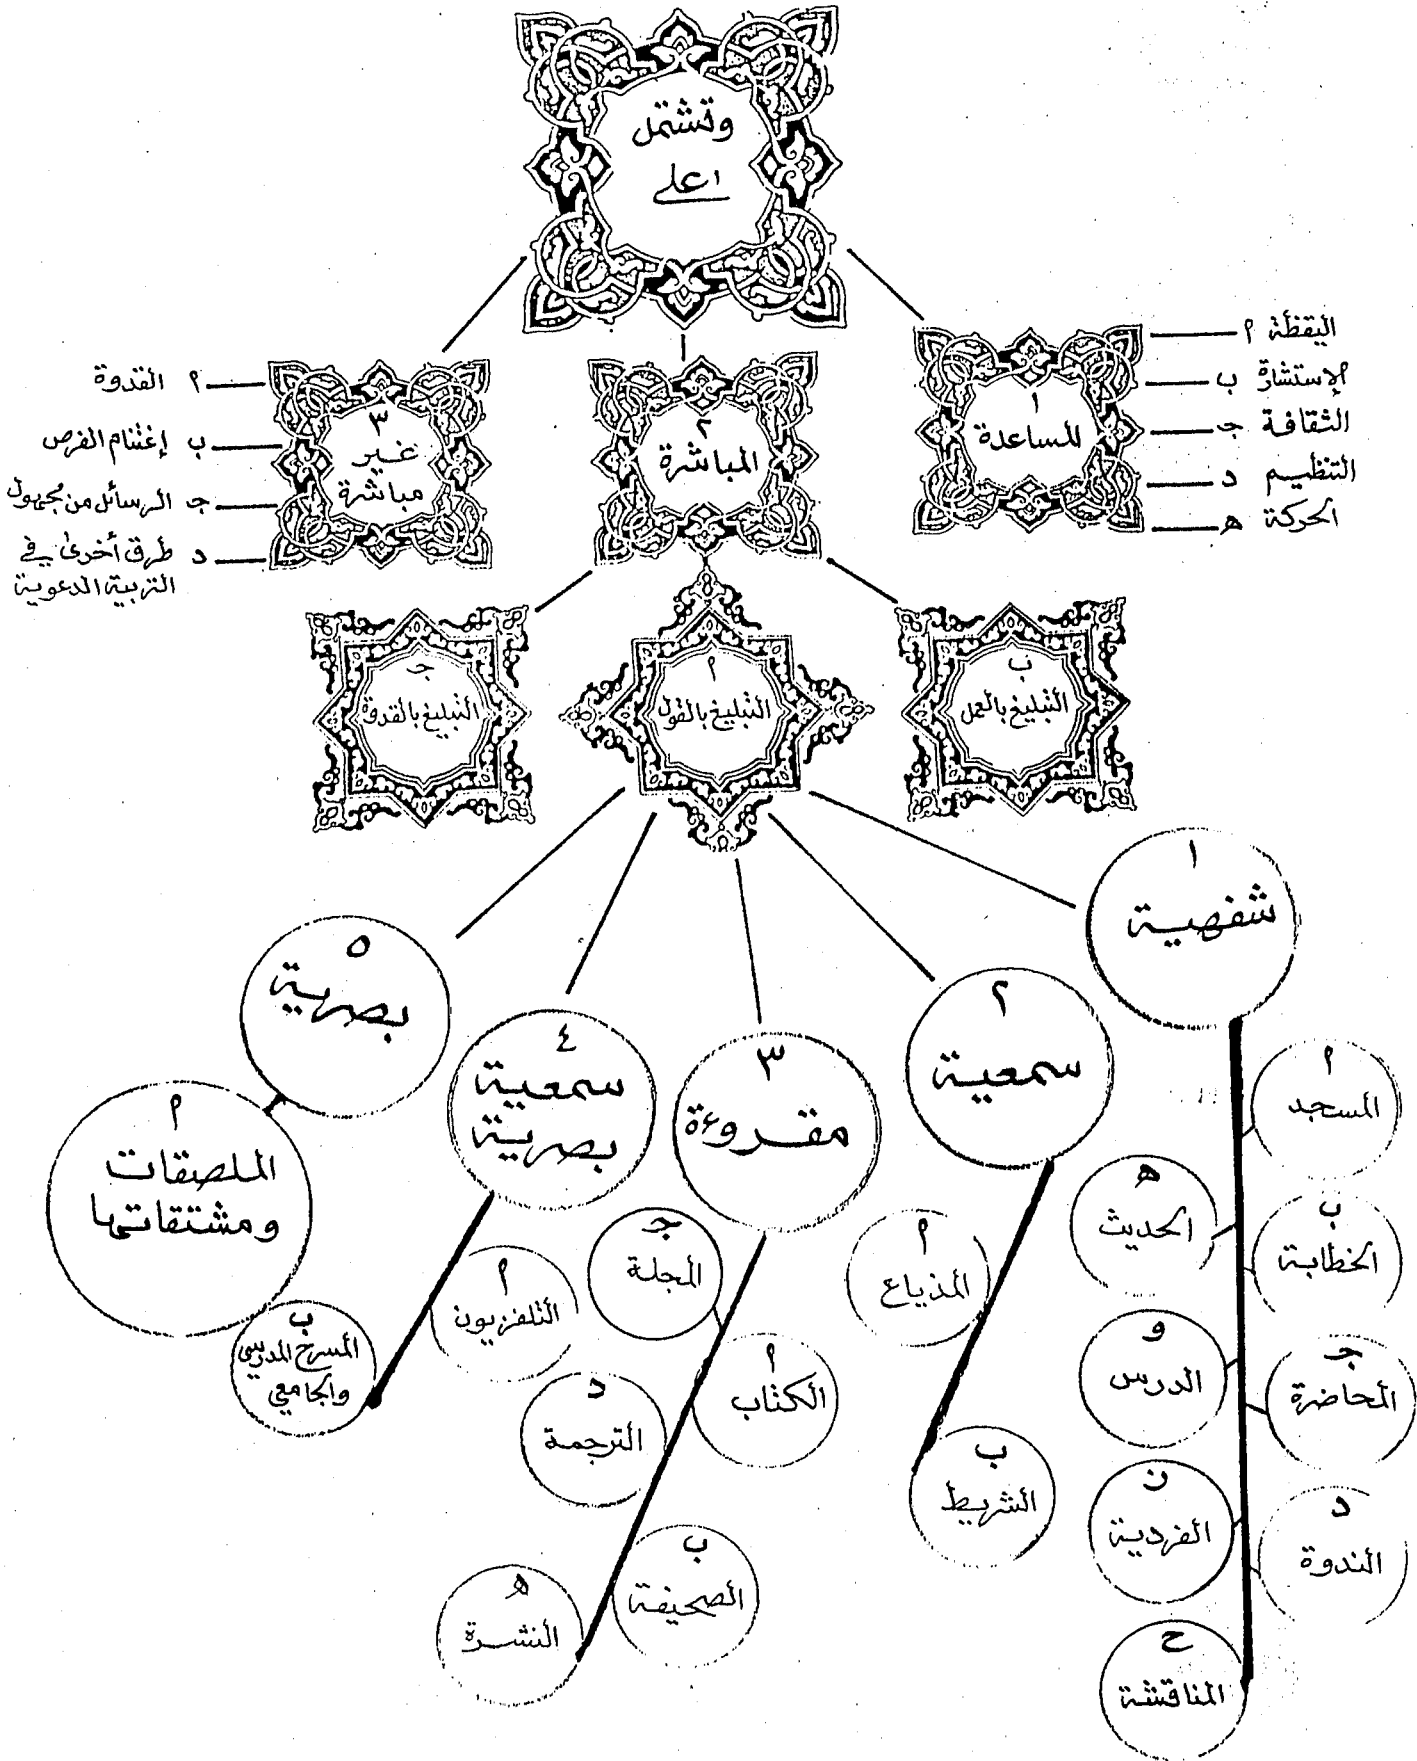 وتشتمل
اعلى
١
المساعدة
اليقظة أ
الإستشارة ب
الثقافة جـ
التنظيم د
الحركة هـ
٢
المباشرة
٣
غير
مباشرة
أ القدوة
ب إغتنام الفرص
جـ الرسائل من مجهول
د طرق أخرى في
التربية الدعوية
ب
التبليغ بالعمل
أ
التبليغ بالقول
جـ
التبليغ بالقدوة
١
شفهية
أ
المسجد
ب
الخطابة
جـ
المحاضرة
د
الندوة
هـ
الحديث
و
الدرس
ن
الفردية
ح
المناقشة
٢
سمعية
أ
المذياع
ب
الشريط
٣
مقروءة
أ
الكتاب
ب
الصحيفة
جـ
المجلة
د
الترجمة
هـ
النشرة
٤
سمعية
بصرية
أ
التلفزيون
ب
المسرح المدرسي
والجامعي
٥
بصرية
أ
الملصقات
ومشتقاتها